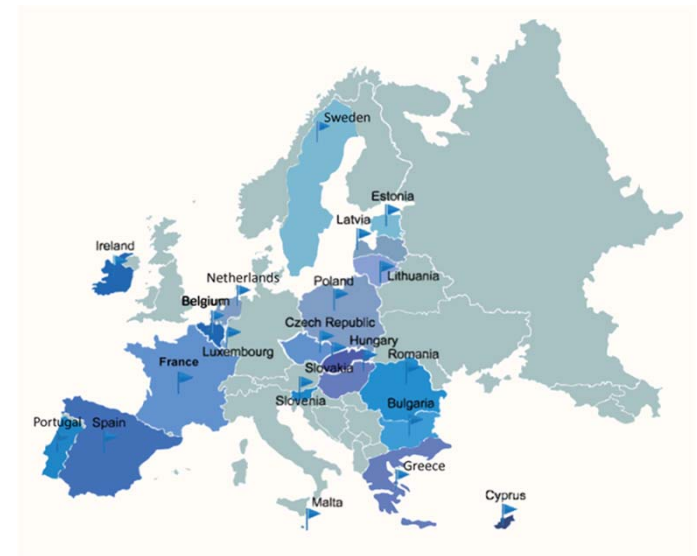 Sweden
Estonia
Latvia
Ireland
Lithuania
Netherlands
Poland
Belgium
Czech Republic
Hungary
Luxembourg
Romania
France
Slovakia
Slovenia
Bulgaria
Portugal
Spain
Greece
Cyprus
Malta